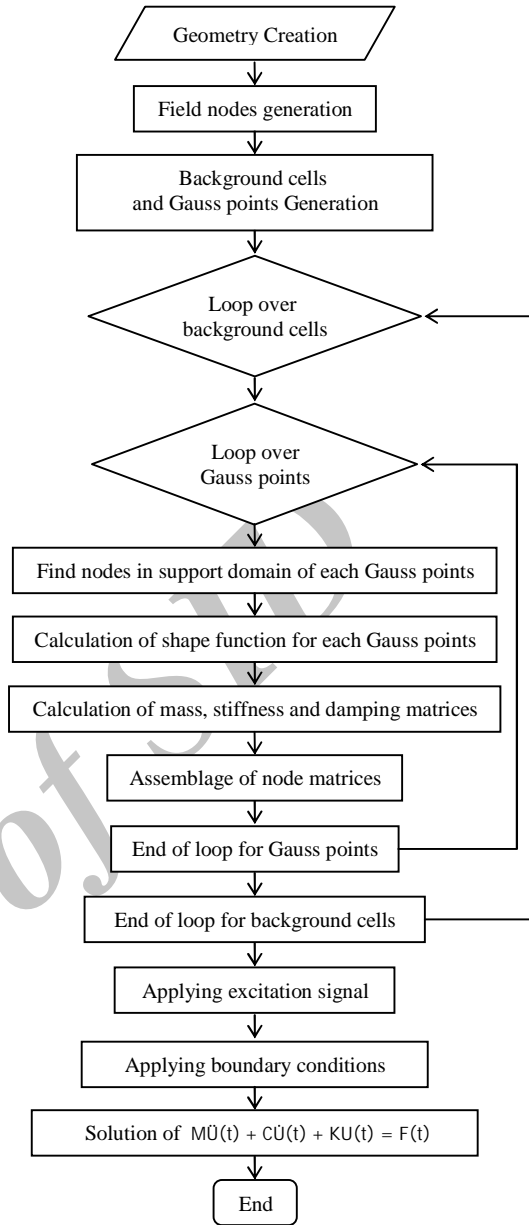 Geometry Creation
Field nodes generation
Background cells
and Gauss points Generation
Loop over
background cells
Loop over
Gauss points
Find nodes in support domain of each Gauss points
Calculation of shape function for each Gauss points
Calculation of mass, stiffness and damping matrices
Assemblage of node matrices
End of loop for Gauss points
End of loop for background cells
Applying excitation signal
Applying boundary conditions
Solution of MÜ(t) + CU̇(t) + KU(t) = F(t)
End
of